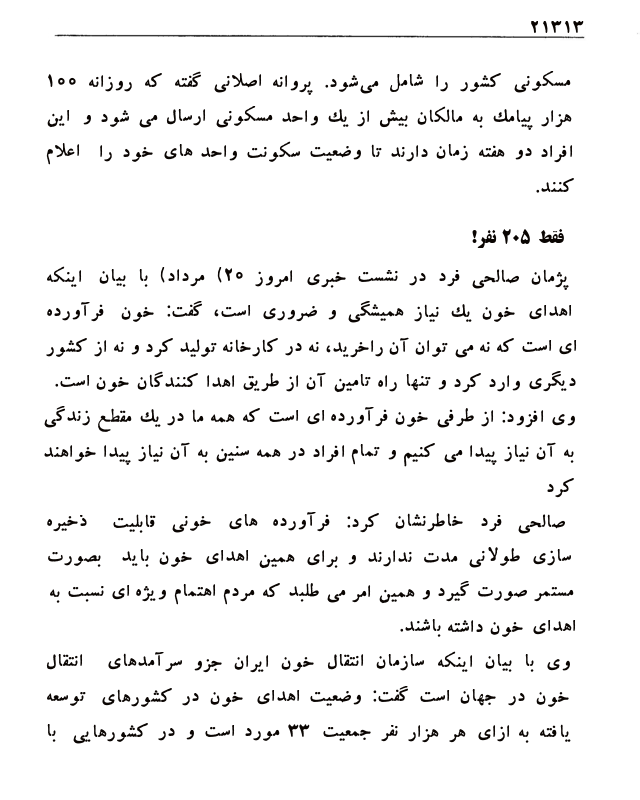 ۲۱۳۱۳
مسکونی کشور را شامل می‌شود. پروانه اصلانی گفته که روزانه ۱۰۰
هزار پیامك به مالکان بیش از یك واحد مسکونی ارسال می شود و این
افراد دو هفته زمان دارند تا وضعیت سکونت واحد های خود را اعلام
کنند.
فقط ۲۰۵ نفر!
پژمان صالحی فرد در نشست خبری امروز ۲۰) مرداد) با بیان اینکه
اهدای خون یك نیاز همیشگی و ضروری است، گفت: خون فرآورده
ای است که نه می توان آن راخرید، نه در کارخانه تولید کرد و نه از کشور
دیگری وارد کرد و تنها راه تامین آن از طریق اهدا کنندگان خون است.
وی افزود: از طرفی خون فرآورده ای است که همه ما در یك مقطع زندگی
به آن نیاز پیدا می کنیم و تمام افراد در همه سنین به آن نیاز پیدا خواهند
کرد
صالحی فرد خاطرنشان کرد: فرآورده های خونی قابلیت ذخیره
سازی طولانی مدت ندارند و برای همین اهدای خون باید بصورت
مستمر صورت گیرد و همین امر می طلبد که مردم اهتمام ویژه ای نسبت به
اهدای خون داشته باشند.
وی با بیان اینکه سازمان انتقال خون ایران جزو سرآمدهای انتقال
خون در جهان است گفت: وضعیت اهدای خون در کشورهای توسعه
یافته به ازای هر هزار نفر جمعیت ۳۳ مورد است و در کشورهایی با